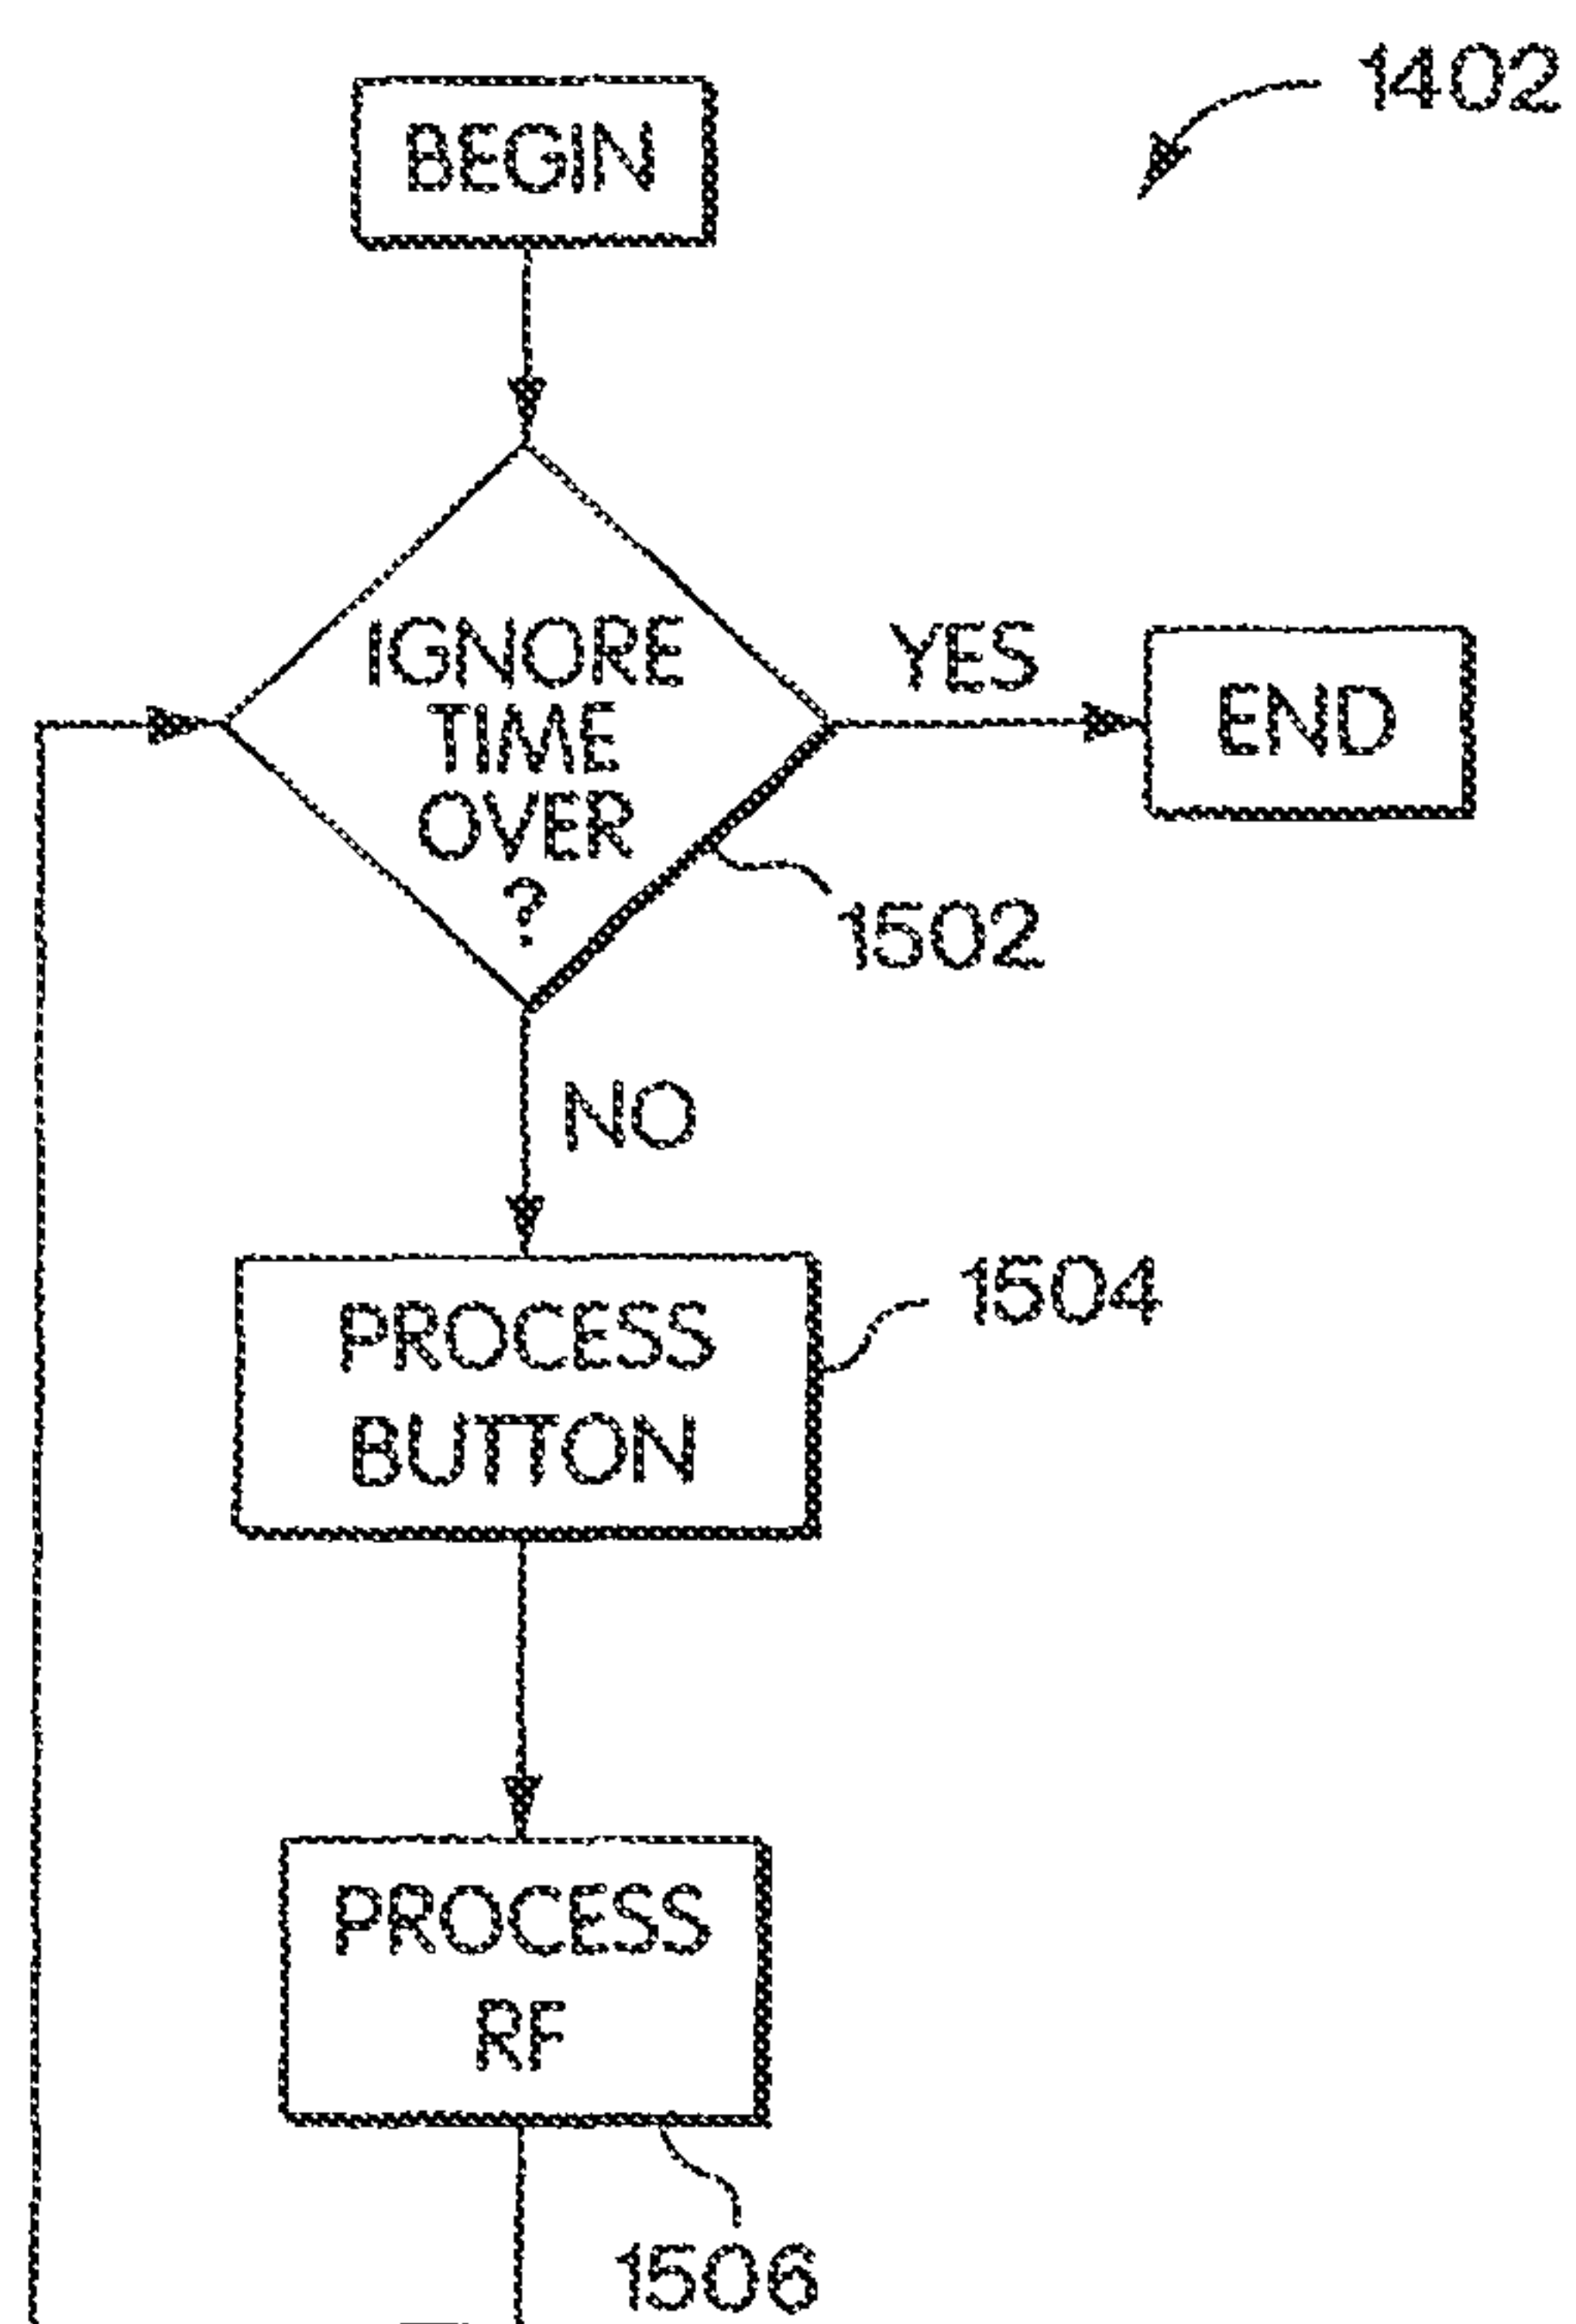 1402
BEGIN
IGNORE
TIME
OVER
?
YES
END
1502
NO
PROCESS
BUTTON
1504
PROCESS
RF
1506